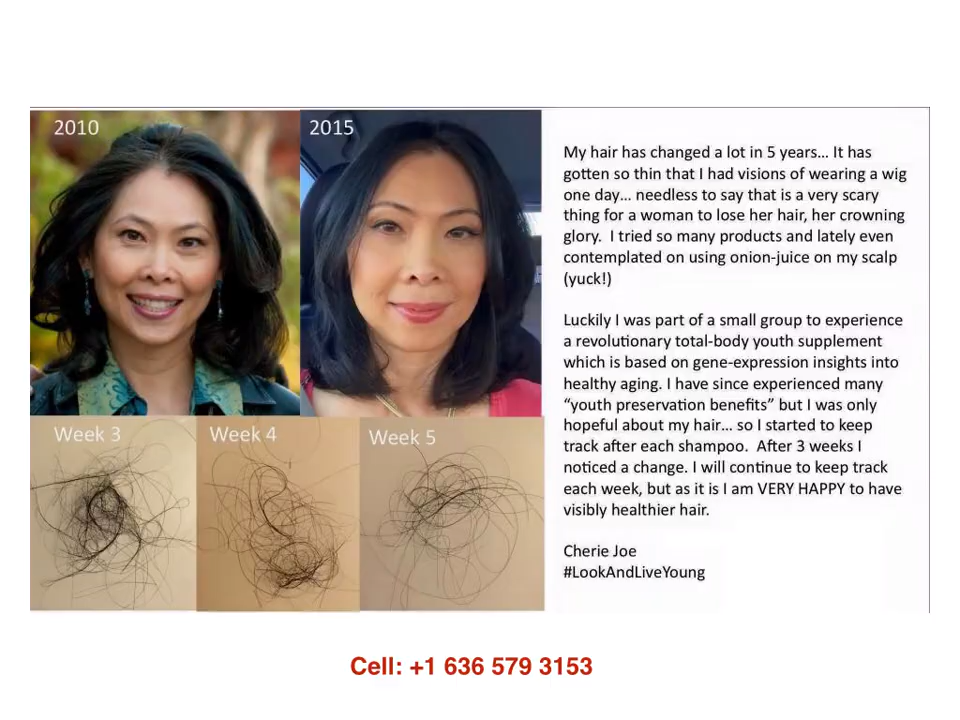 2010
2015
Week 3
Week 4
Week 5
My hair has changed a lot in 5 years... It has
gotten so thin that I had visions of wearing a wig
one day... needless to say that is a very scary
thing for a woman to lose her hair, her crowning
glory.  I tried so many products and lately even
contemplated on using onion-juice on my scalp
(yuck!)
Luckily I was part of a small group to experience
a revolutionary total-body youth supplement
which is based on gene-expression insights into
healthy aging. I have since experienced many
“youth preservation benefits” but I was only
hopeful about my hair... so I started to keep
track after each shampoo.  After 3 weeks I
noticed a change. I will continue to keep track
each week, but as it is I am VERY HAPPY to have
visibly healthier hair.
Cherie Joe
#LookAndLiveYoung
Cell: +1 636 579 3153